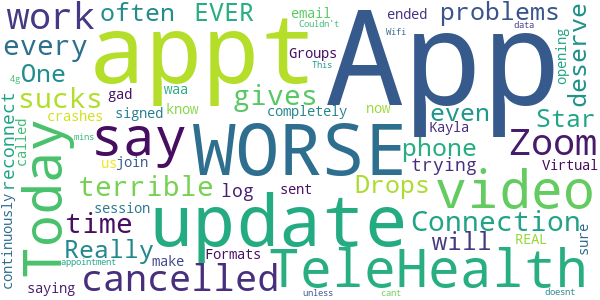 work
often
EVER
email
ended
problems
Couldn't
Wifi
data
every
appt
App
Groups
This
opening
deserve
One
4g
gad
waa
gives
know
completely
now
sucks
crashes
signed
called
reconnect
continuously
say
WORSE
us
join
even
Kayla
Star
Zoom
phone
trying
Virtual
Today
terrible
log
sent
Drops
video
time
update
Connection
session
Really
make
Formats
will
REAL
sure
saying
appointment
cancelled
TeleHealth
unless
cant
doesnt
mins